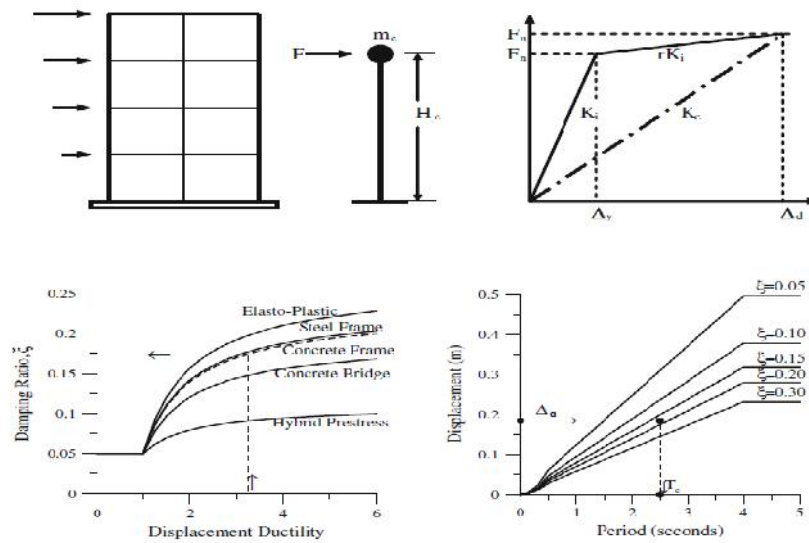 F
m e
H e
F u
F n
rK i
K i
K e
Δ y
Δ d
0.25
0.2
0.15
0.1
0.05
0
Damping Ratio,ξ
Elasto-Plastic
Steel Frame
Concrete Frame
Concrete Bridge
Hybrid Prestress
0 2 4 6
Displacement Ductility
0.5
0.4
0.3
0.2
0.1
0
Displacement (m)
ξ=0.05
ξ=0.10
ξ=0.15
ξ=0.20
ξ=0.30
T e
0 1 2 3 4 5
Period (seconds)